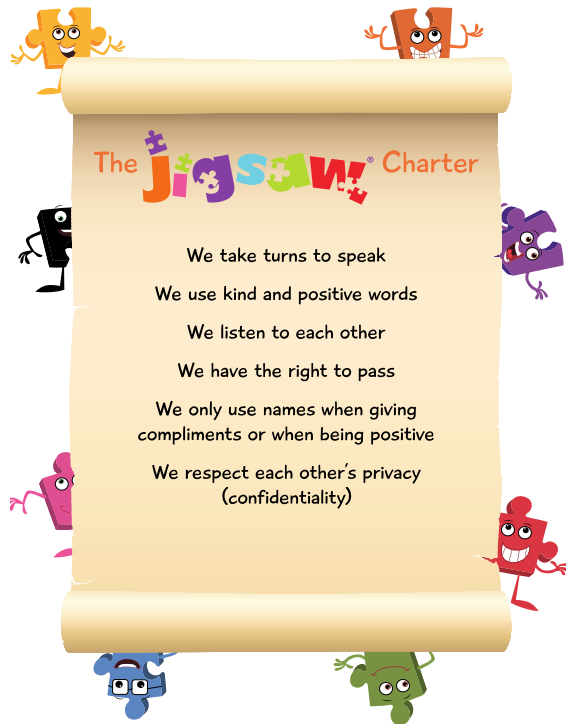 The Jigsaw® Charter
We take turns to speak
We use kind and positive words
We listen to each other
We have the right to pass
We only use names when giving
compliments or when being positive
We respect each other's privacy
(confidentiality)